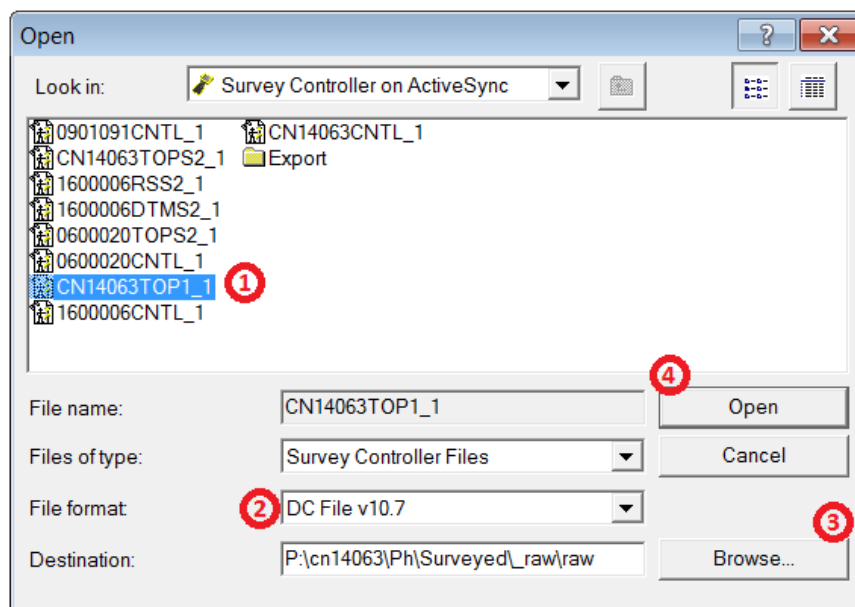 Open
Look in: Survey Controller on ActiveSync
0901091CNTL_1 CN14063CNTL_1
CN14063TOPS2_1 Export
1600006RSS2_1
1600006DTMS2_1
0600020TOPS2_1
0600020CNTL_1
CN14063TOP1_1 1
1600006CNTL_1
4
File name: CN14063TOP1_1 Open
Files of type: Survey Controller Files Cancel
File format: 2 DC File v10.7
3
Destination: P:\cn14063\Ph\Surveyed\_raw\raw Browse...